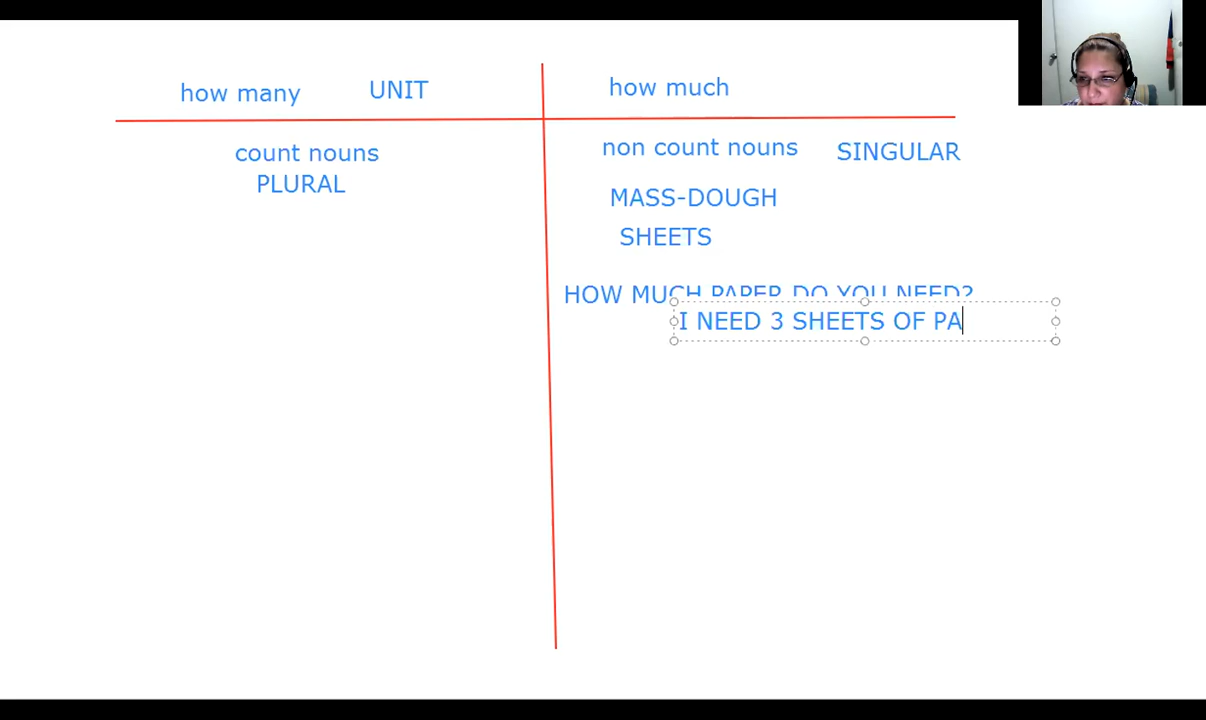 how many UNIT
how much
count nouns
PLURAL
non count nouns SINGULAR
MASS-DOUGH
SHEETS
HOW MUCH PAPER DO YOU NEED?
I NEED 3 SHEETS OF PA